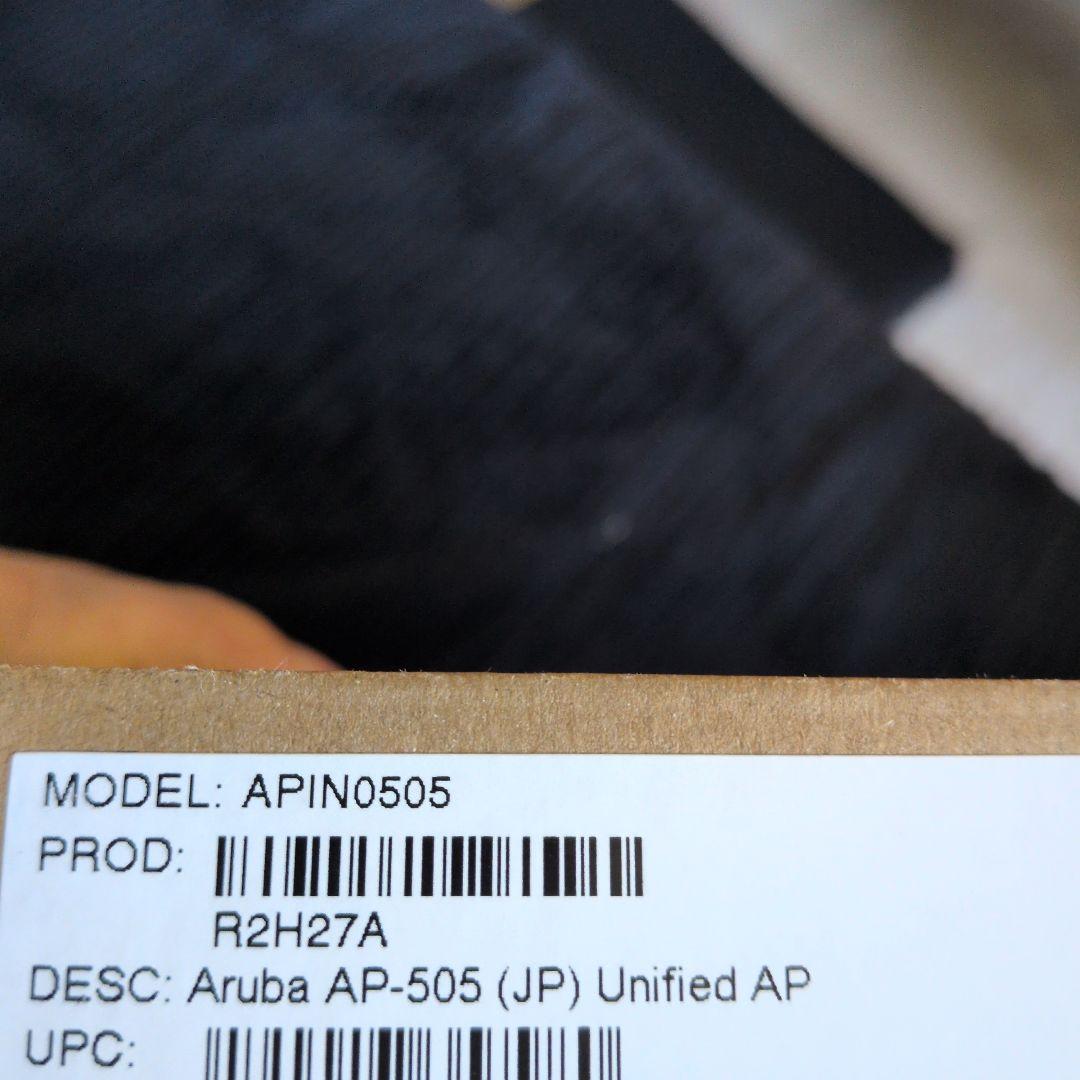 MODEL: APIN0505
PROD:
R2H27A
DESC: Aruba AP-505 (JP) Unified AP
UPC: